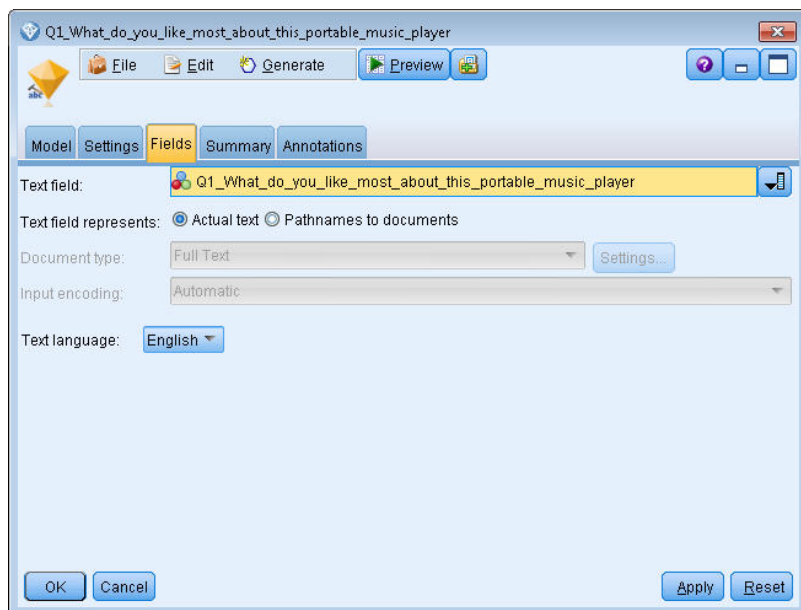 Q1_What_do_you_like_most_about_this_portable_music_player
File Edit Generate Preview
abc
Model Settings Fields Summary Annotations
Text field: Q1_What_do_you_like_most_about_this_portable_music_player
Text field represents: Actual text Pathnames to documents
Document type: Full Text Settings...
Input encoding: Automatic
Text language: English
OK Cancel Apply Reset